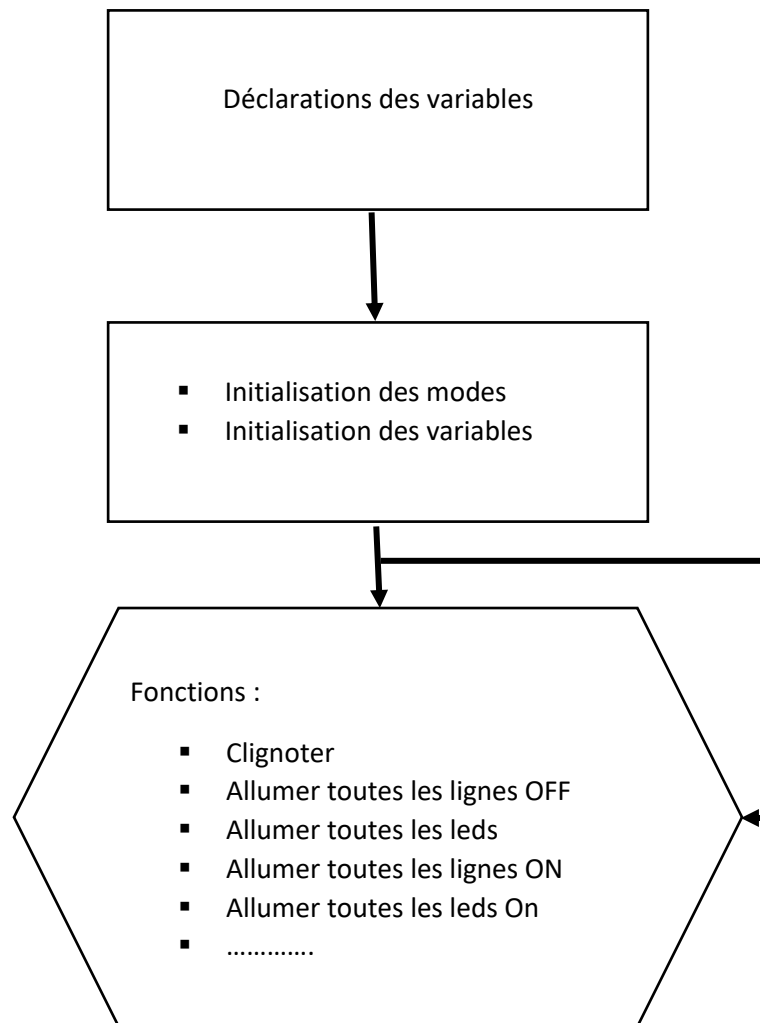 Déclarations des variables
▪ Initialisation des modes
▪ Initialisation des variables
Fonctions :
▪ Clignoter
▪ Allumer toutes les lignes OFF
▪ Allumer toutes les leds
▪ Allumer toutes les lignes ON
▪ Allumer toutes les leds On
▪ ………….